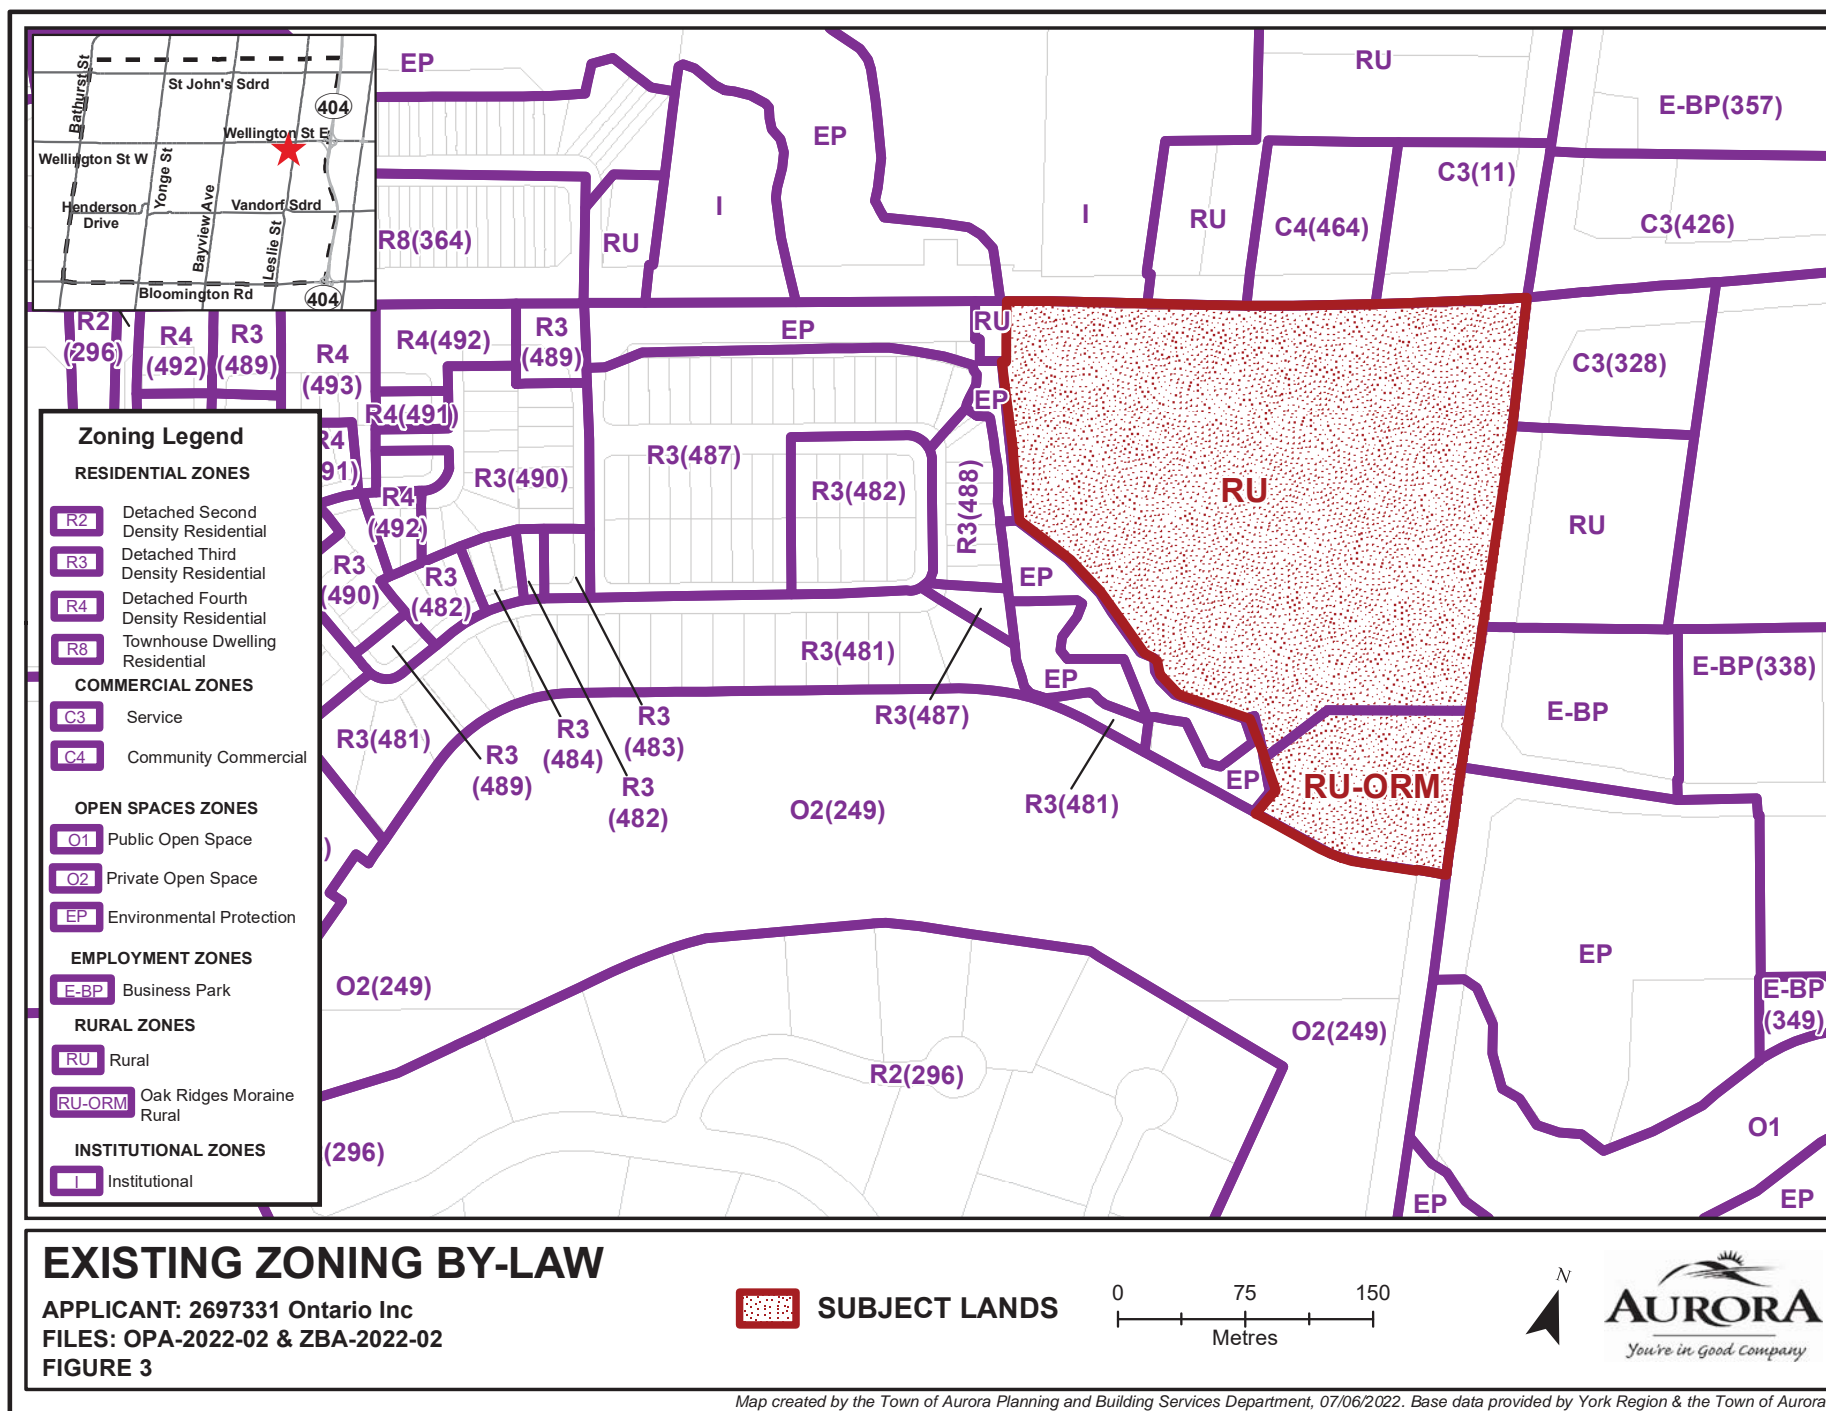 St John's Sdrd
Bathurst St
404
Wellington St E
Wellington St W
Yonge St
Bayview Ave
Henderson
Drive
Vandorf Sdrd
Leslie St
Bloomington Rd
404
EP
RU
E-BP(357)
EP
C3(11)
I
I
RU
C4(464)
C3(426)
R8(364)
RU
R2
(296)
R4
(492)
R3
(489)
R4
(493)
R4(492)
R3
(489)
EP
RU
C3(328)
R4(491)
EP
R4
91)
R3(487)
R3(490)
R3(482)
R3(488)
RU
R4
(492)
RU
R3
(490)
R3
(482)
EP
R3(481)
EP
E-BP(338)
R3(481)
R3
(489)
R3
(484)
R3
(483)
R3
(482)
R3(487)
E-BP
O2(249)
R3(481)
EP
RU-ORM
)
EP
O2(249)
E-BP
(349)
O2(249)
R2(296)
O1
(296)
EP
EP
Zoning Legend
RESIDENTIAL ZONES
R2 Detached Second
Density Residential
R3 Detached Third
Density Residential
R4 Detached Fourth
Density Residential
R8 Townhouse Dwelling
Residential
COMMERCIAL ZONES
C3 Service
C4 Community Commercial
OPEN SPACES ZONES
O1 Public Open Space
O2 Private Open Space
EP Environmental Protection
EMPLOYMENT ZONES
E-BP Business Park
RURAL ZONES
RU Rural
RU-ORM Oak Ridges Moraine
Rural
INSTITUTIONAL ZONES
I Institutional
EXISTING ZONING BY-LAW
APPLICANT: 2697331 Ontario Inc
FILES: OPA-2022-02 & ZBA-2022-02
FIGURE 3
SUBJECT LANDS
0 75 150
Metres
N
AURORA
You're in Good Company
Map created by the Town of Aurora Planning and Building Services Department, 07/06/2022. Base data provided by York Region & the Town of Aurora